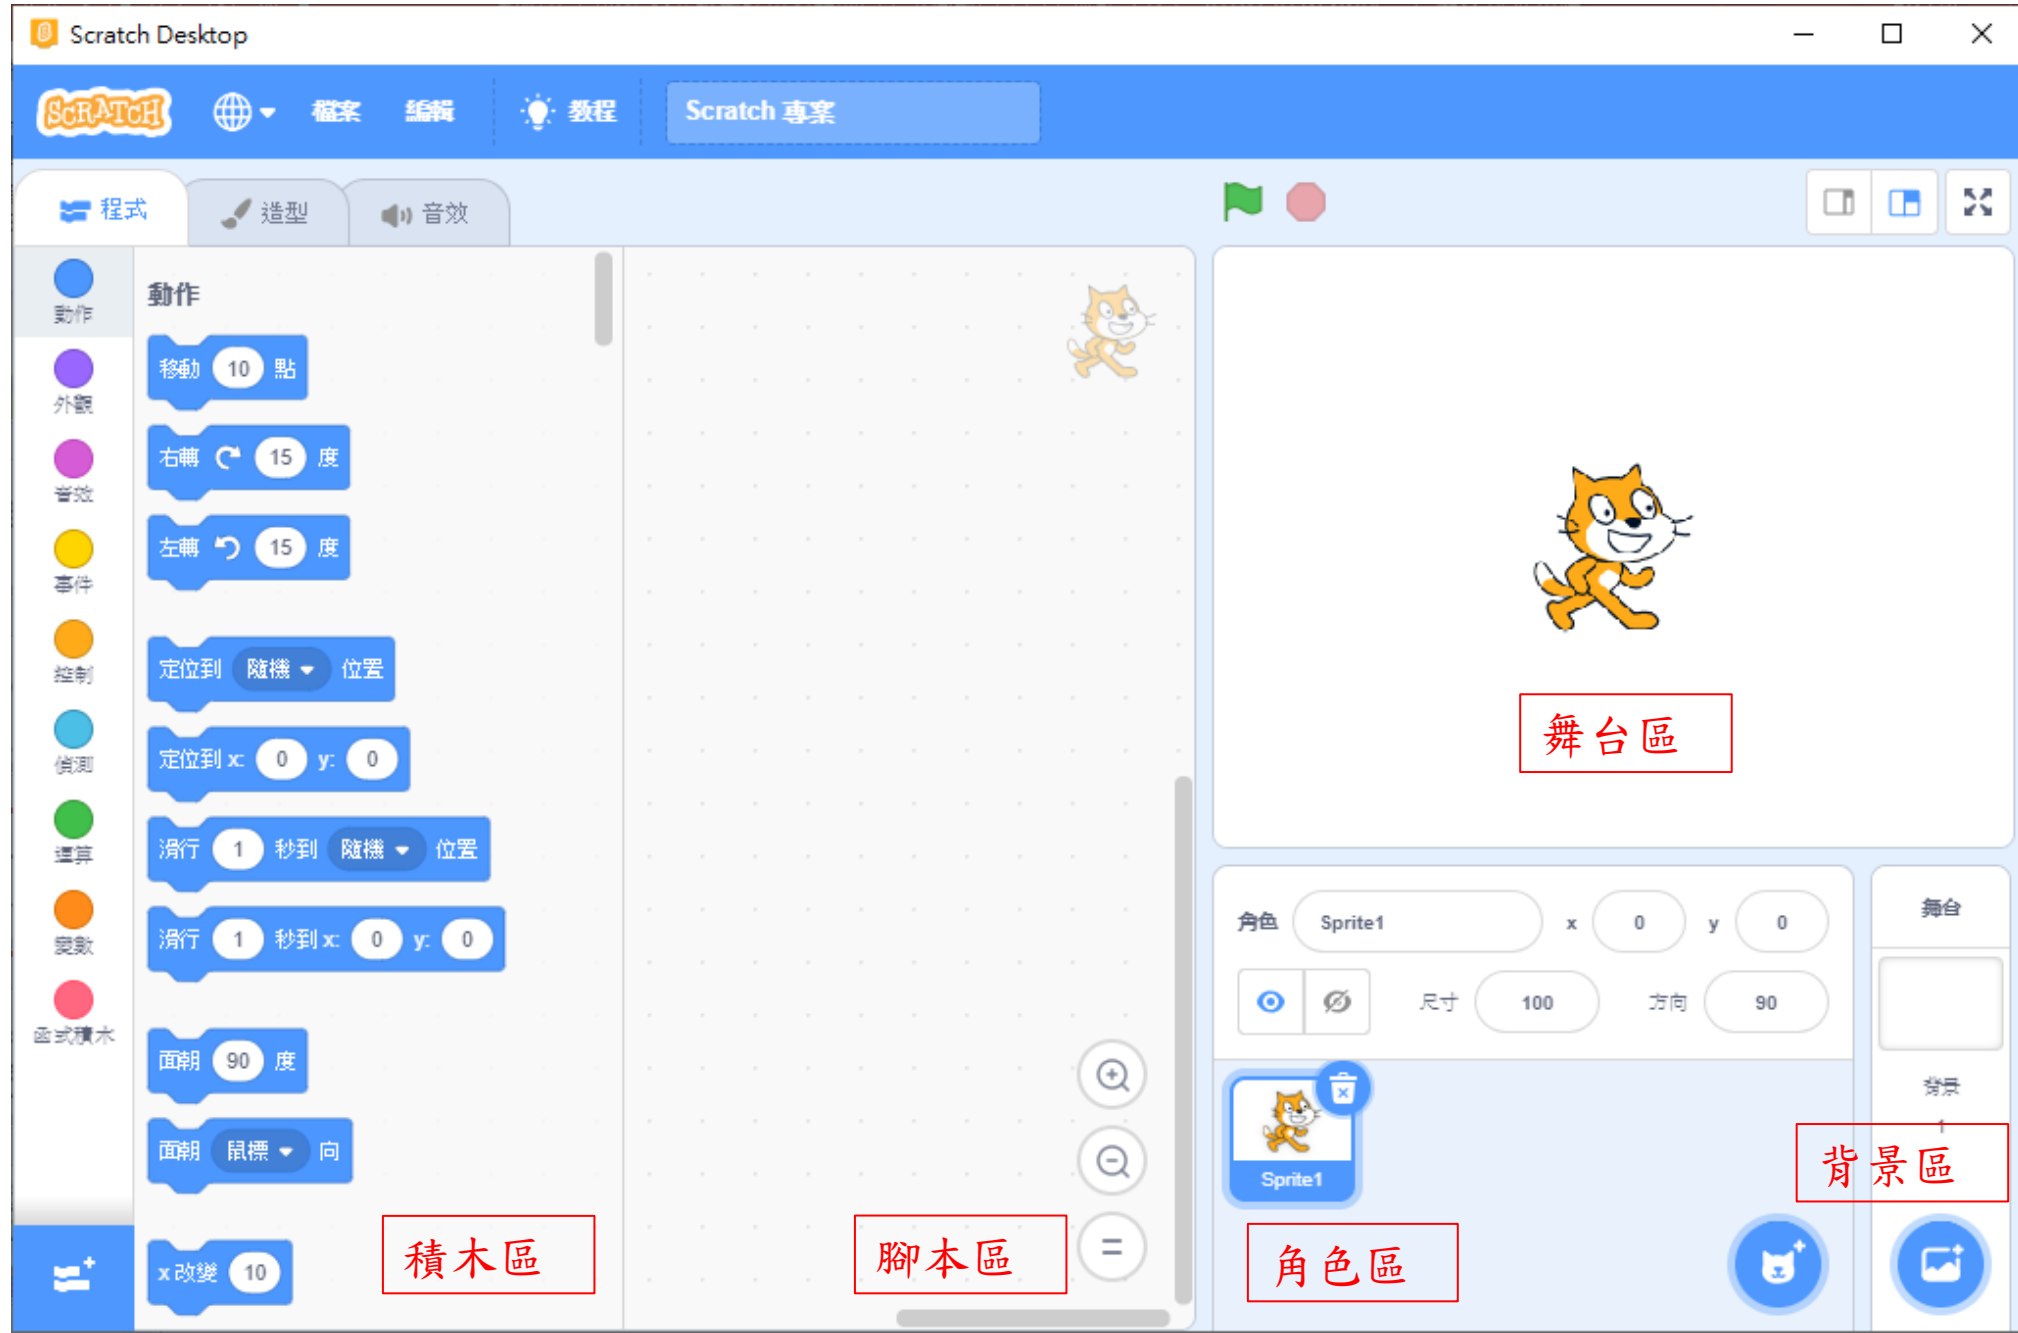 Scratch Desktop
SCRATCH 檔案 編輯 教程 Scratch 專案
程式 造型 音效
動作
外觀
音效
事件
控制
偵測
運算
變數
函式積木
動作
移動 10 點
右轉 15 度
左轉 15 度
定位到 隨機 位置
定位到 x: 0 y: 0
滑行 1 秒到 隨機 位置
滑行 1 秒到 x: 0 y: 0
面朝 90 度
面朝 鼠標 向
x 改變 10
積木區
腳本區
舞台區
角色 Sprite1 x 0 y 0
尺寸 100 方向 90
Sprite1
角色區
舞台
背景
1
背景區